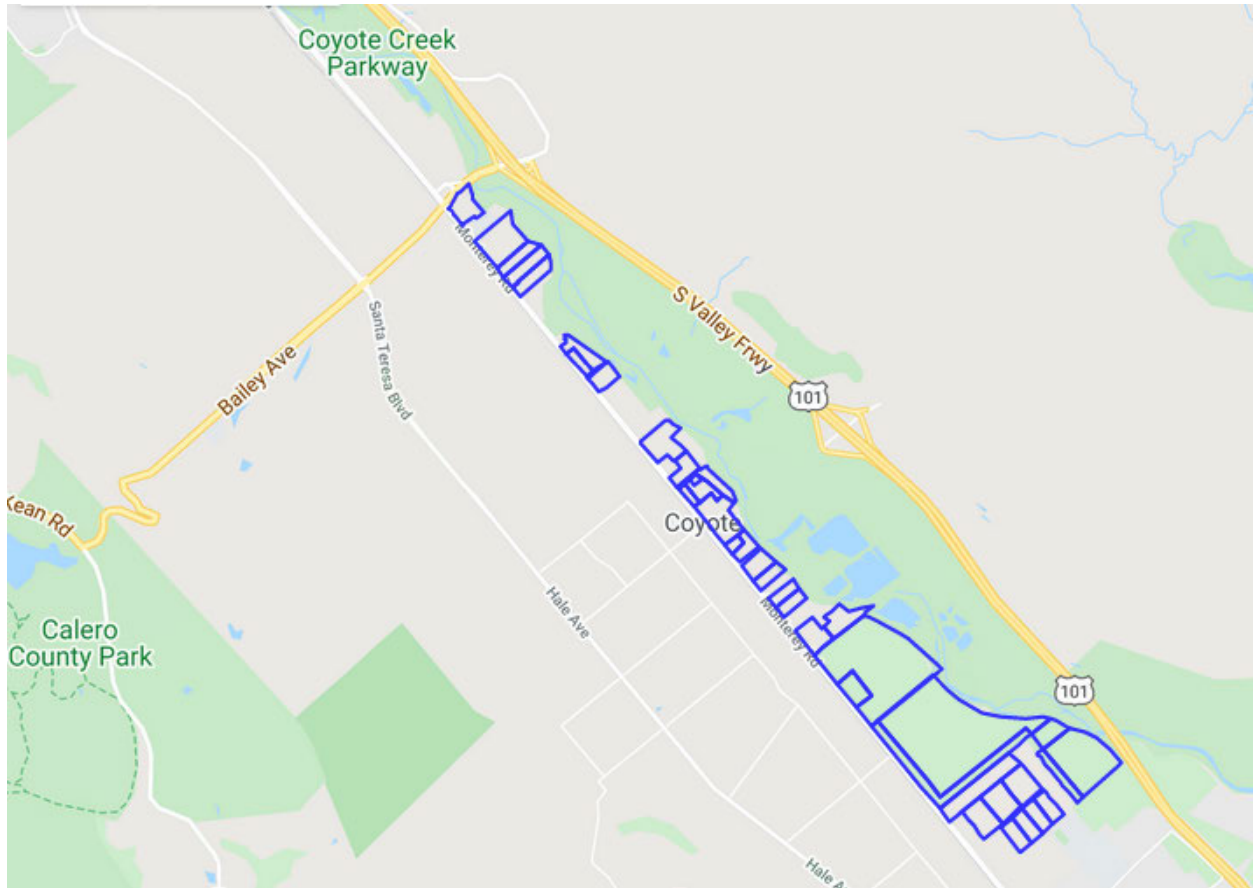 Coyote Creek
Parkway
Monterey Rd
S Valley Frwy
Santa Teresa Blvd
Bailey Ave
101
Kean Rd
Coyote
Hale Ave
Monterey Rd
Calero
County Park
101
Hale A